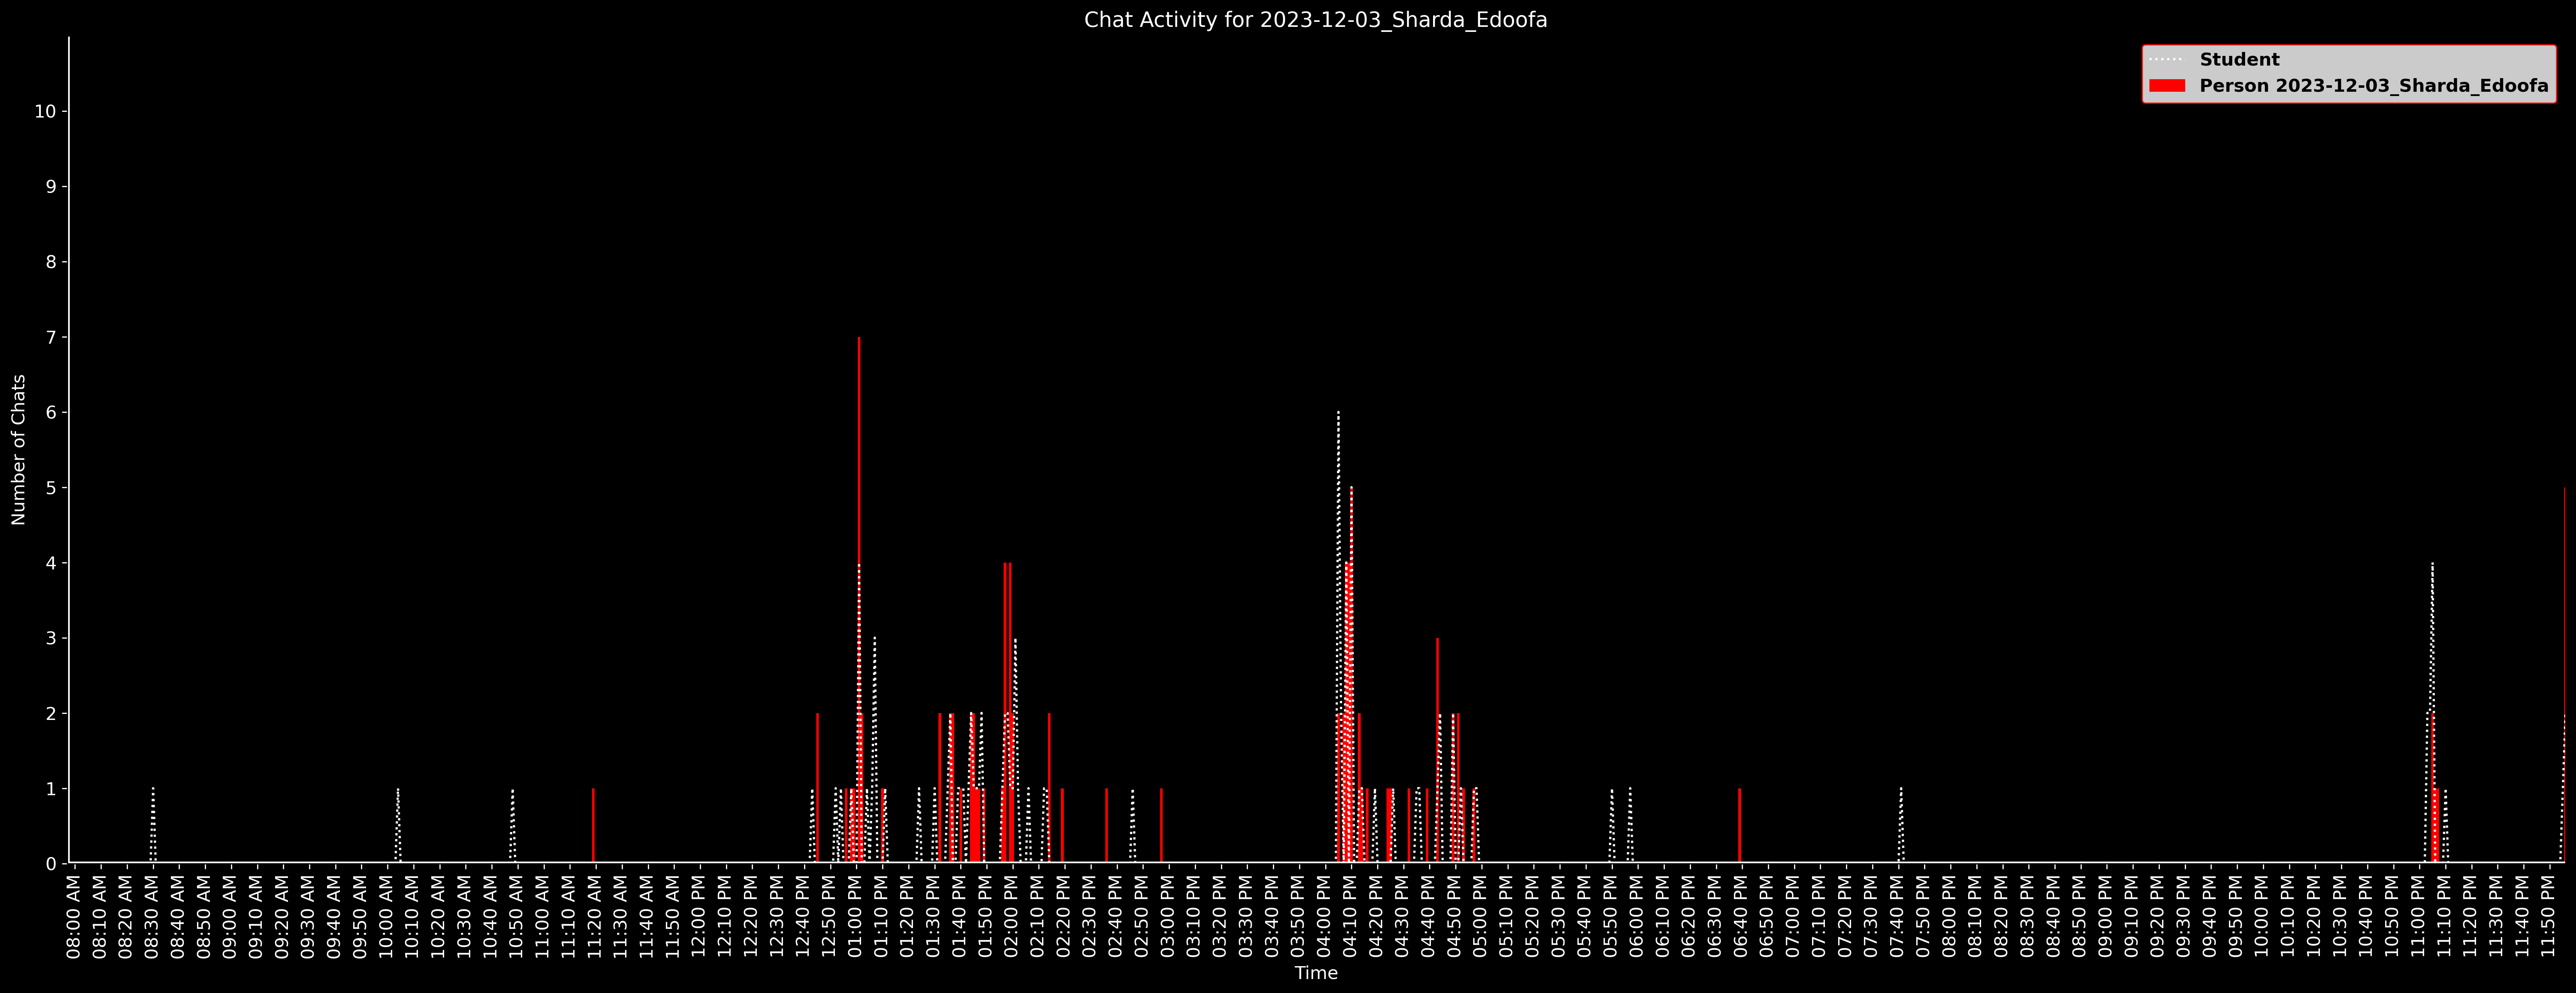 Chat Activity for 2023-12-03_Sharda_Edoofa
Student
Person 2023-12-03_Sharda_Edoofa
Number of Chats
10
9
8
7
6
5
4
3
2
1
0
08:00 AM
08:10 AM
08:20 AM
08:30 AM
08:40 AM
08:50 AM
09:00 AM
09:10 AM
09:20 AM
09:30 AM
09:40 AM
09:50 AM
10:00 AM
10:10 AM
10:20 AM
10:30 AM
10:40 AM
10:50 AM
11:00 AM
11:10 AM
11:20 AM
11:30 AM
11:40 AM
11:50 AM
12:00 PM
12:10 PM
12:20 PM
12:30 PM
12:40 PM
12:50 PM
01:00 PM
01:10 PM
01:20 PM
01:30 PM
01:40 PM
01:50 PM
02:00 PM
02:10 PM
02:20 PM
02:30 PM
02:40 PM
02:50 PM
03:00 PM
03:10 PM
03:20 PM
03:30 PM
03:40 PM
03:50 PM
04:00 PM
04:10 PM
04:20 PM
04:30 PM
04:40 PM
04:50 PM
05:00 PM
05:10 PM
05:20 PM
05:30 PM
05:40 PM
05:50 PM
06:00 PM
06:10 PM
06:20 PM
06:30 PM
06:40 PM
06:50 PM
07:00 PM
07:10 PM
07:20 PM
07:30 PM
07:40 PM
07:50 PM
08:00 PM
08:10 PM
08:20 PM
08:30 PM
08:40 PM
08:50 PM
09:00 PM
09:10 PM
09:20 PM
09:30 PM
09:40 PM
09:50 PM
10:00 PM
10:10 PM
10:20 PM
10:30 PM
10:40 PM
10:50 PM
11:00 PM
11:10 PM
11:20 PM
11:30 PM
11:40 PM
11:50 PM
Time